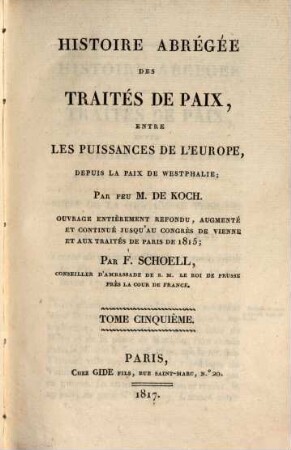 HISTOIRE ABRÉGÉE
DES
TRAITÉS DE PAIX,
ENTRE
LES PUISSANCES DE L'EUROPE,
DEPUIS LA PAIX DE WESTPHALIE;
PAR FEU M. DE KOCH.
OUVRAGE ENTIÈREMENT REFONDU, AUGMENTÉ
ET CONTINUÉ JUSQU'AU CONGRÈS DE VIENNE
ET AUX TRAITÉS DE PARIS DE 1815;
PAR F. SCHOELL,
CONSEILLER D'AMBASSADE DE S. M. LE ROI DE PRUSSE
PRÈS LA COUR DE FRANCE.
TOME CINQUIÈME.
PARIS,
CHEZ GIDE FILS, RUE SAINT-MARC, N.° 20.
1817.